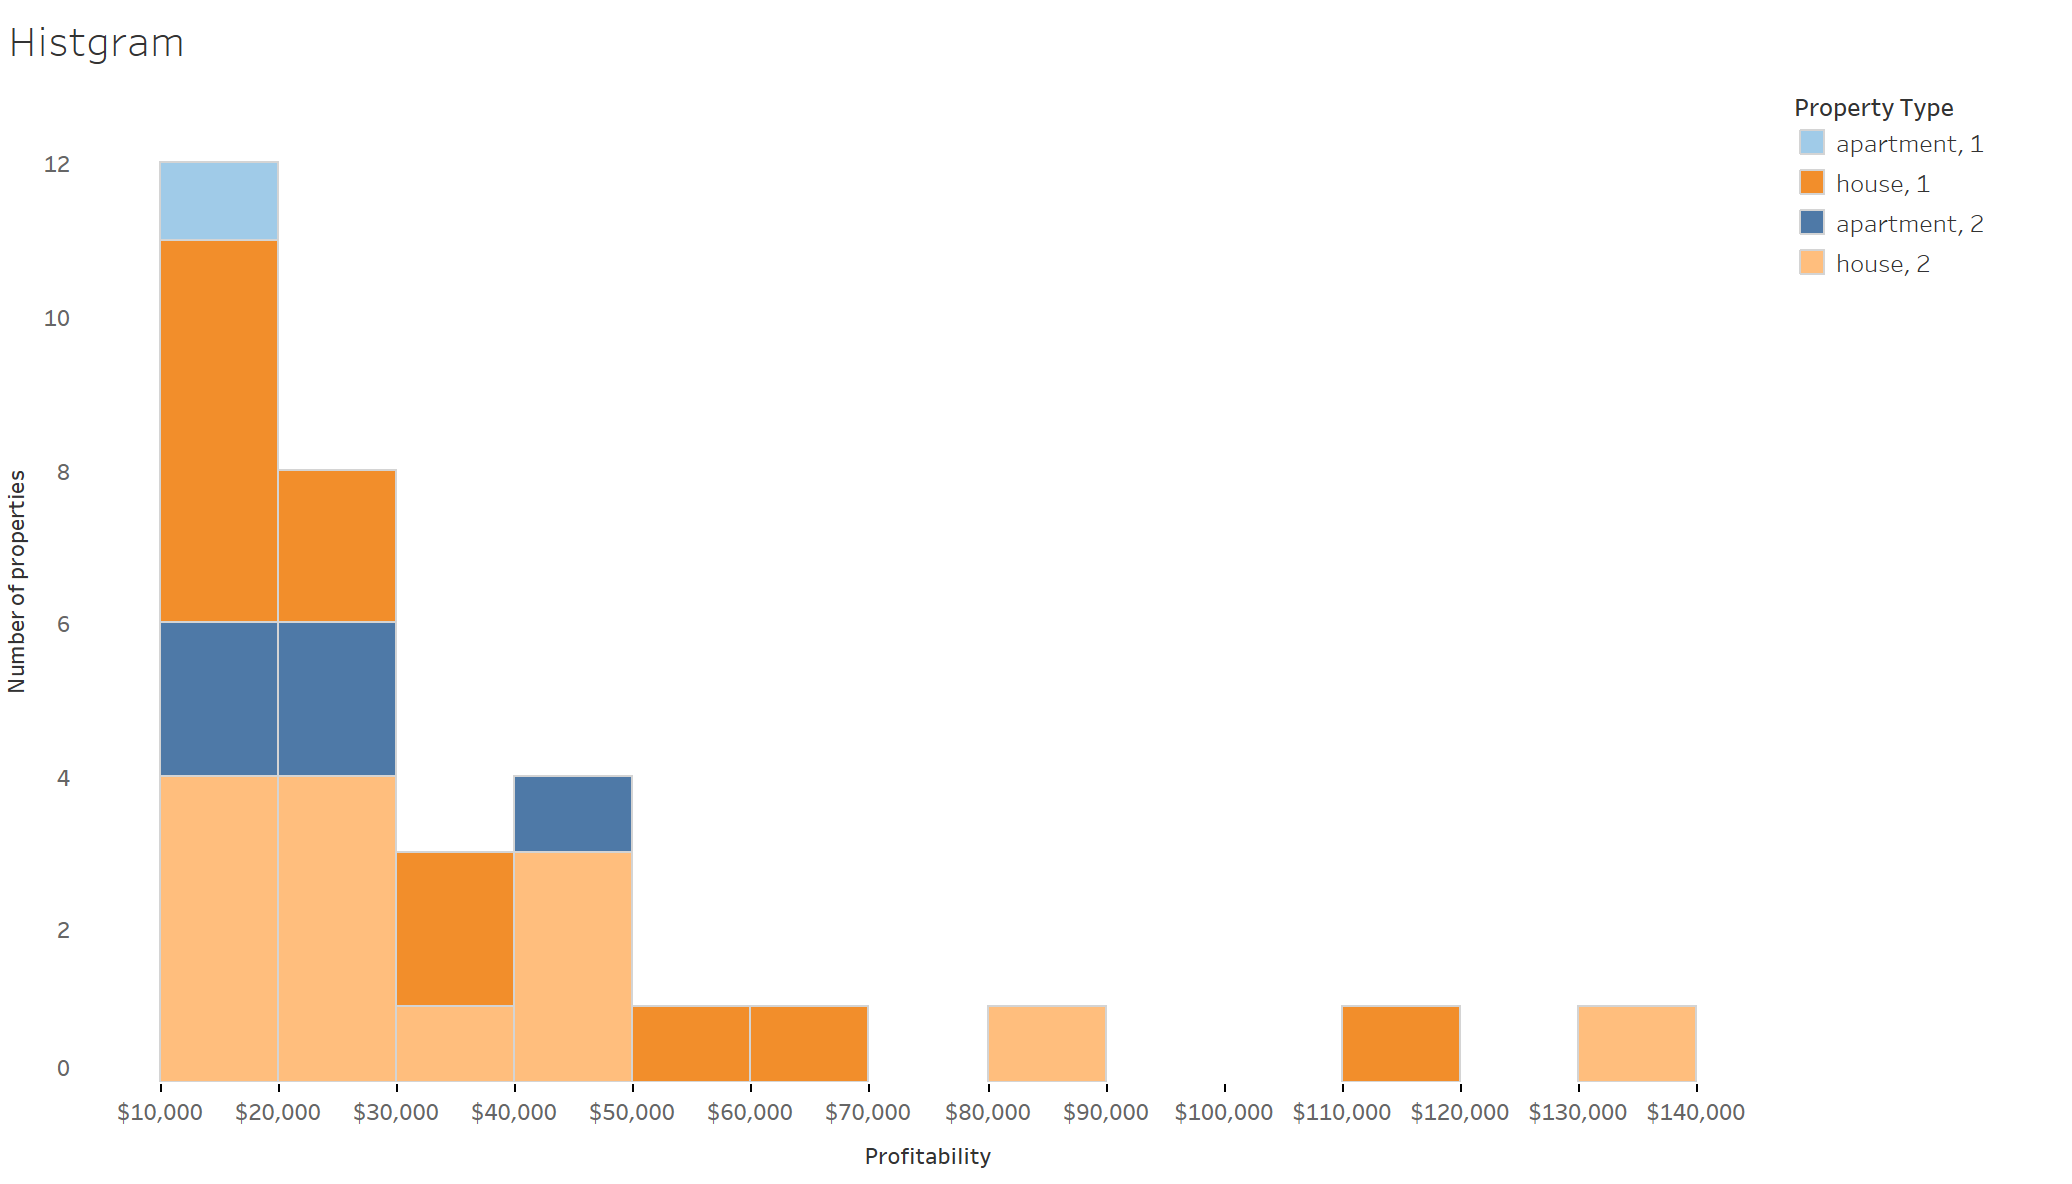 Histgram
Property Type
apartment, 1
house, 1
apartment, 2
house, 2
12
10
8
6
4
2
0
Number of properties
$10,000 $20,000 $30,000 $40,000 $50,000 $60,000 $70,000 $80,000 $90,000 $100,000 $110,000 $120,000 $130,000 $140,000
Profitability